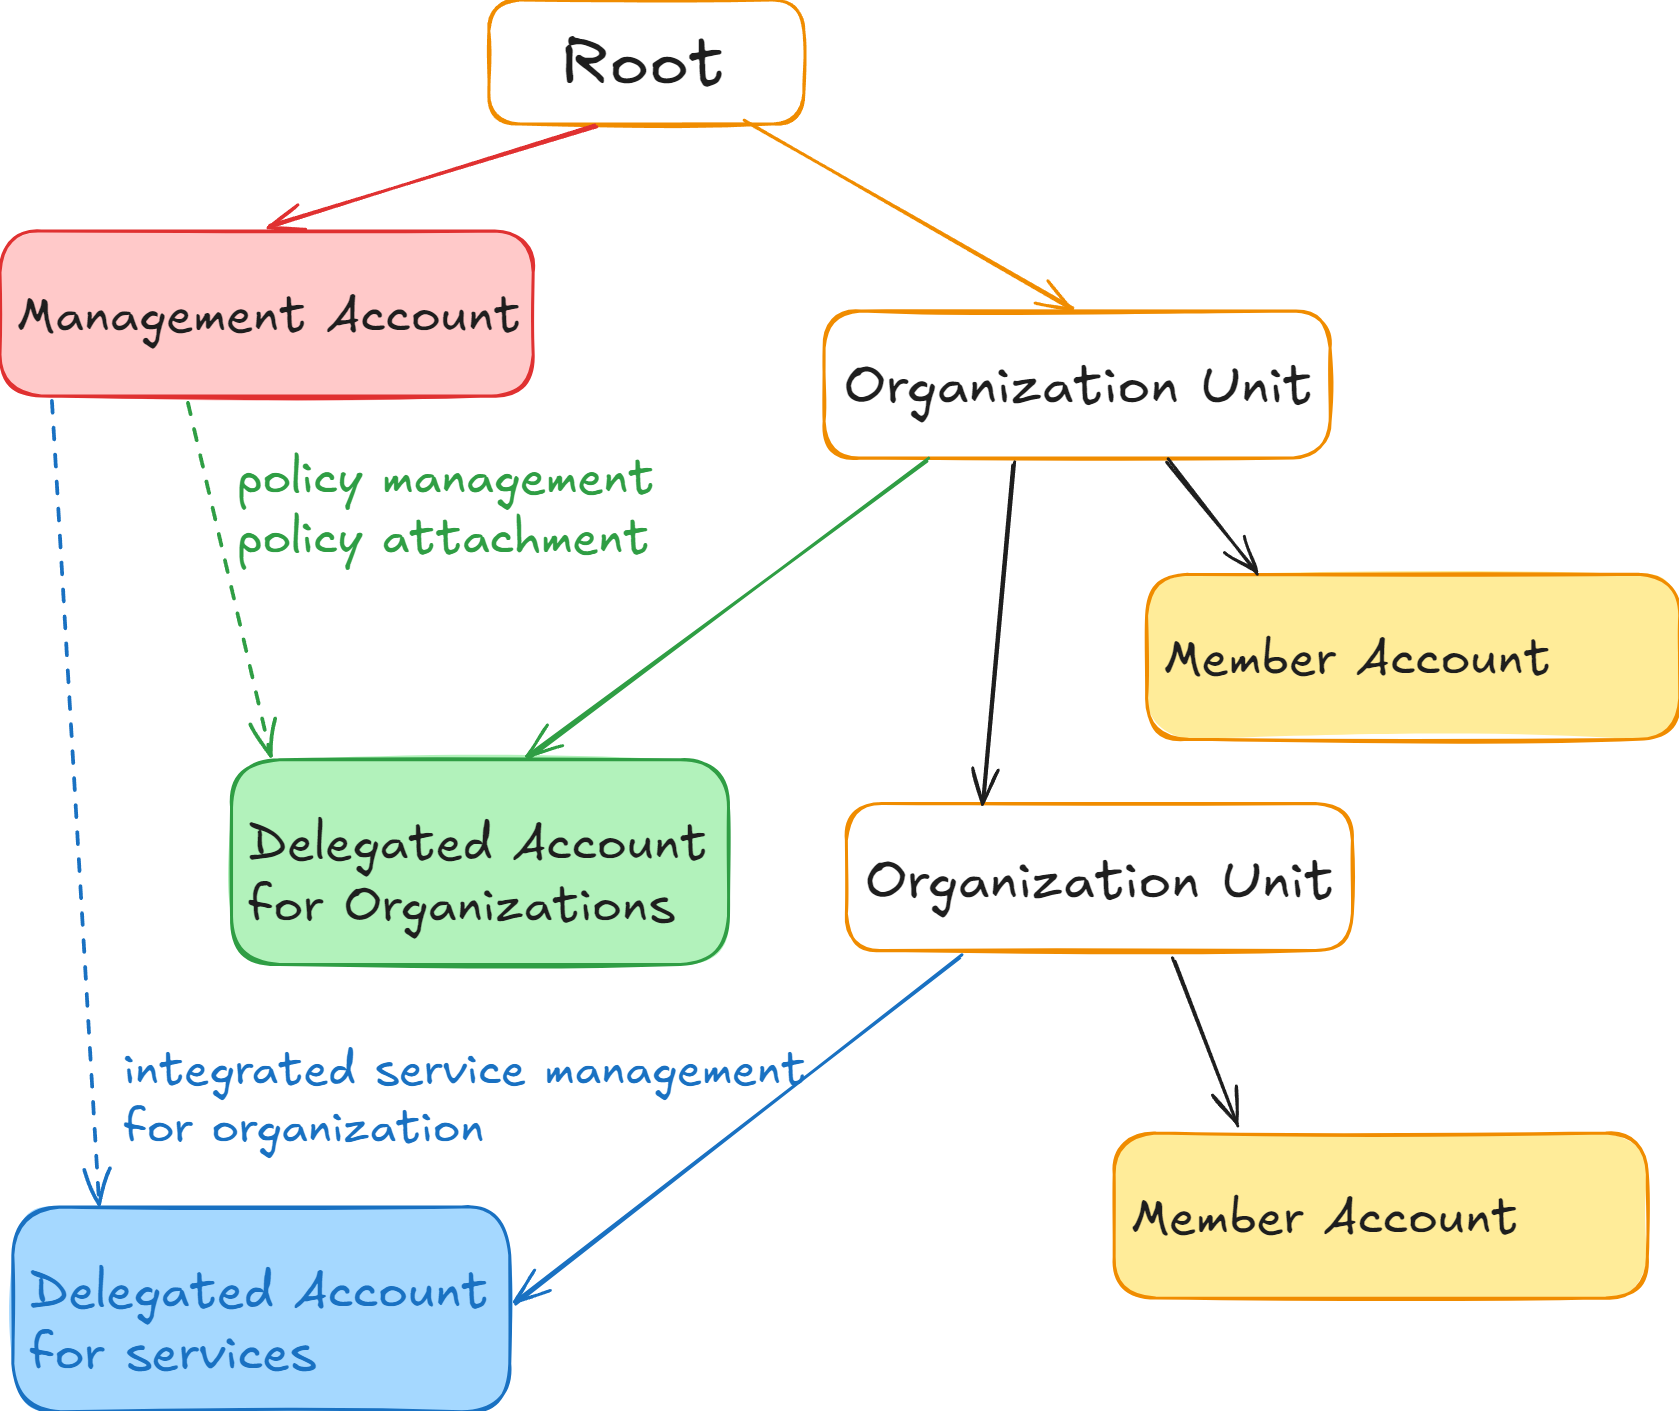 Root
Management Account
Organization Unit
policy management
policy attachment
Member Account
Delegated Account
for Organizations
Organization Unit
integrated service management
for organization
Member Account
Delegated Account
for services